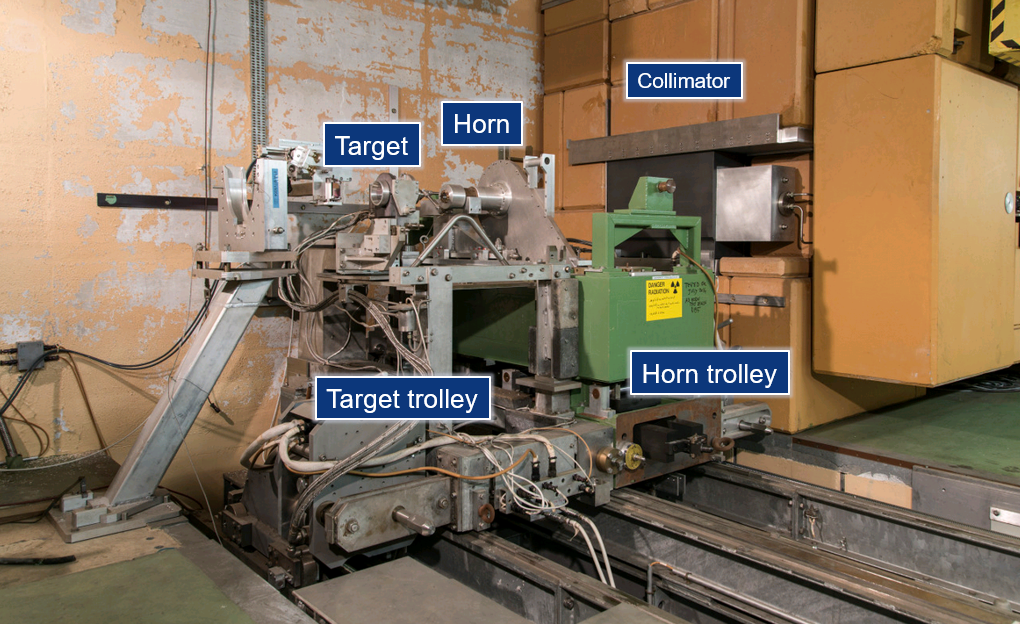 Collimator
Horn
Target
DANGER
RADIATION
Horn trolley
Target trolley